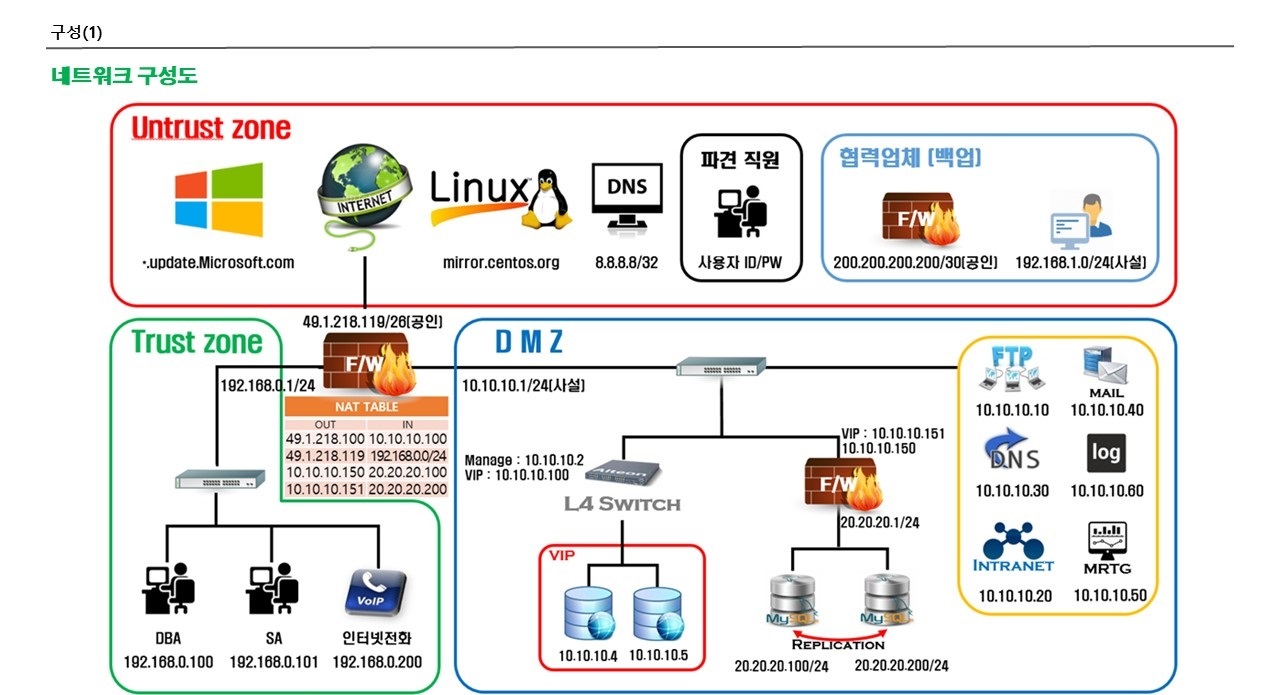 구성(1)
네트워크 구성도
Untrust zone
*.update.Microsoft.com
INTERNET
Linux
mirror.centos.org
DNS
8.8.8.8/32
파견 직원
사용자 ID/PW
협력업체 (백업)
F/W
200.200.200.200/30(공인)
192.168.1.0/24(사설)
49.1.218.119/26(공인)
Trust zone
F/W
192.168.0.1/24
NAT TABLE
OUT IN
49.1.218.100 10.10.10.100
49.1.218.119 192.168.0.0/24
10.10.10.150 20.20.20.100
10.10.10.151 20.20.20.200
DBA
192.168.0.100
SA
192.168.0.101
VoIP
인터넷전화
192.168.0.200
D M Z
10.10.10.1/24(사설)
Manage : 10.10.10.2
VIP : 10.10.10.100
Alteon
L4 SWITCH
VIP
10.10.10.4
10.10.10.5
VIP : 10.10.10.151
10.10.10.150
F/W
20.20.20.1/24
MySQL
MySQL
REPLICATION
20.20.20.100/24
20.20.20.200/24
FTP
10.10.10.10
MAIL
10.10.10.40
DNS
10.10.10.30
log
10.10.10.60
INTRANET
10.10.10.20
MRTG
10.10.10.50